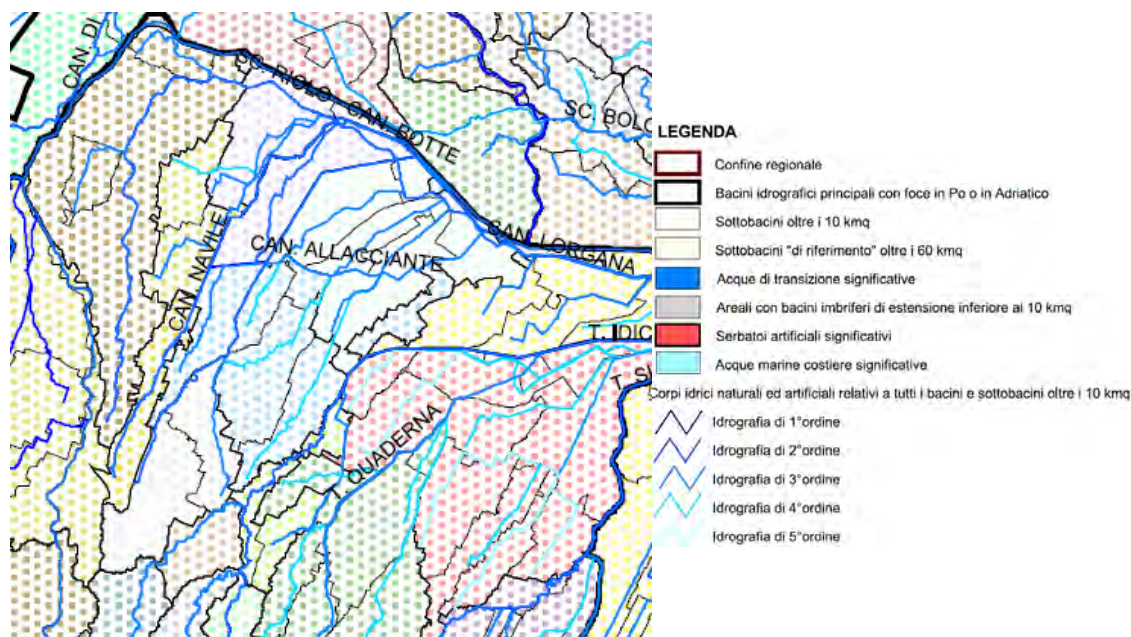 CAN. DI
SC. RIOLO - CAN. BOTTE
SC. BOLO
CAN. NAVILE
CAN. ALLACCIANTE
CAN. LORGANA
T. IDIC
T. SI
QUADERNA
LEGENDA
Confine regionale
Bacini idrografici principali con foce in Po o in Adriatico
Sottobacini oltre i 10 kmq
Sottobacini "di riferimento" oltre i 60 kmq
Acque di transizione significative
Areali con bacini imbriferi di estensione inferiore ai 10 kmq
Serbatoi artificiali significativi
Acque marine costiere significative
Corpi idrici naturali ed artificiali relativi a tutti i bacini e sottobacini oltre i 10 kmq
Idrografia di 1°ordine
Idrografia di 2°ordine
Idrografia di 3°ordine
Idrografia di 4°ordine
Idrografia di 5°ordine